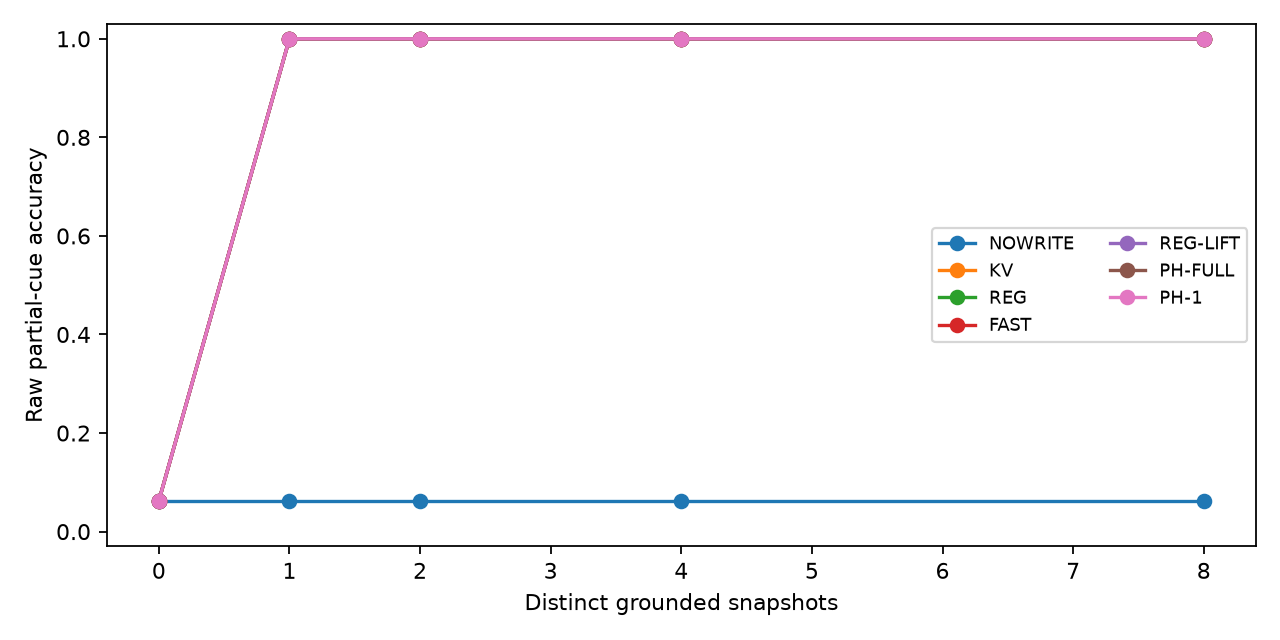 1.0
0.8
0.6
0.4
0.2
0.0
Raw partial-cue accuracy
NOWRITE
KV
REG
FAST
REG-LIFT
PH-FULL
PH-1
0 1 2 3 4 5 6 7 8
Distinct grounded snapshots